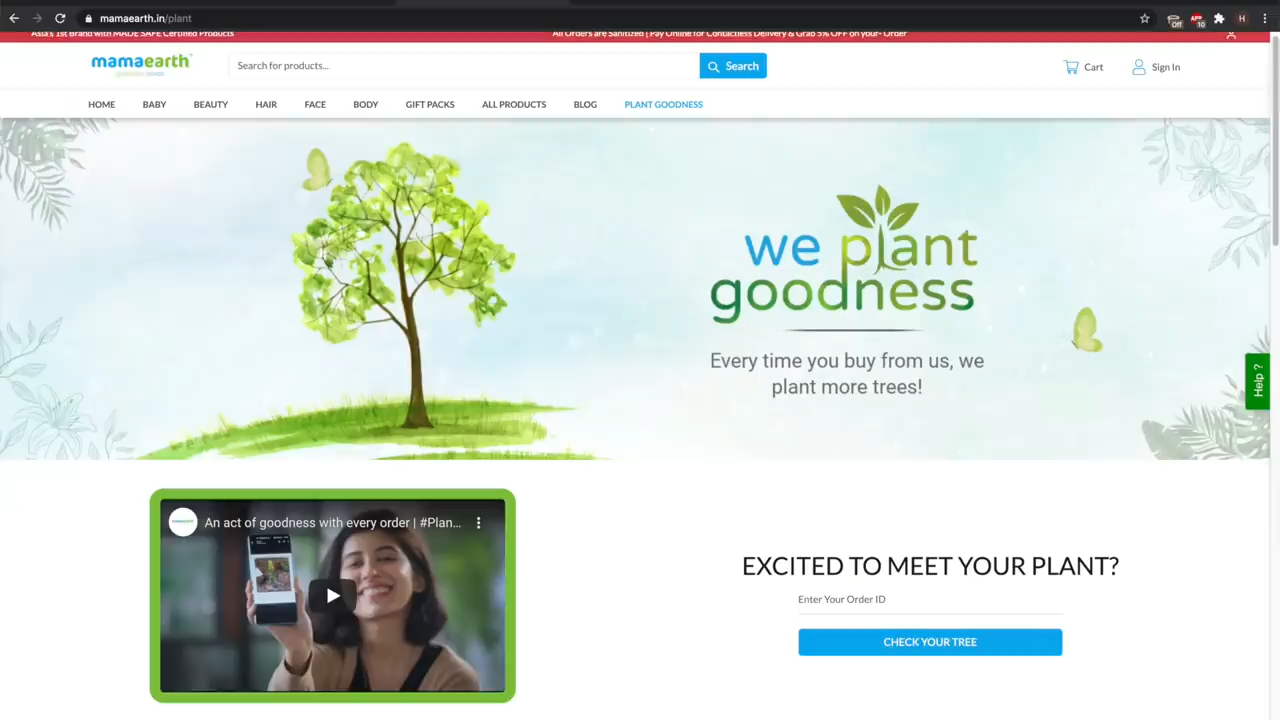 mamaearth.in/plant
Off
10
H
Asia's 1st Brand with MADE SAFE Certified Products
All Orders are Sanitized | Pay Online for Contactless Delivery & Grab 5% OFF on your- Order
mamaearth
Search for products...
Search
Cart
Sign In
HOME
BABY
BEAUTY
HAIR
FACE
BODY
GIFT PACKS
ALL PRODUCTS
BLOG
PLANT GOODNESS
we plant
goodness
Every time you buy from us, we
plant more trees!
Help ?
An act of goodness with every order | #Plan...
EXCITED TO MEET YOUR PLANT?
Enter Your Order ID
CHECK YOUR TREE